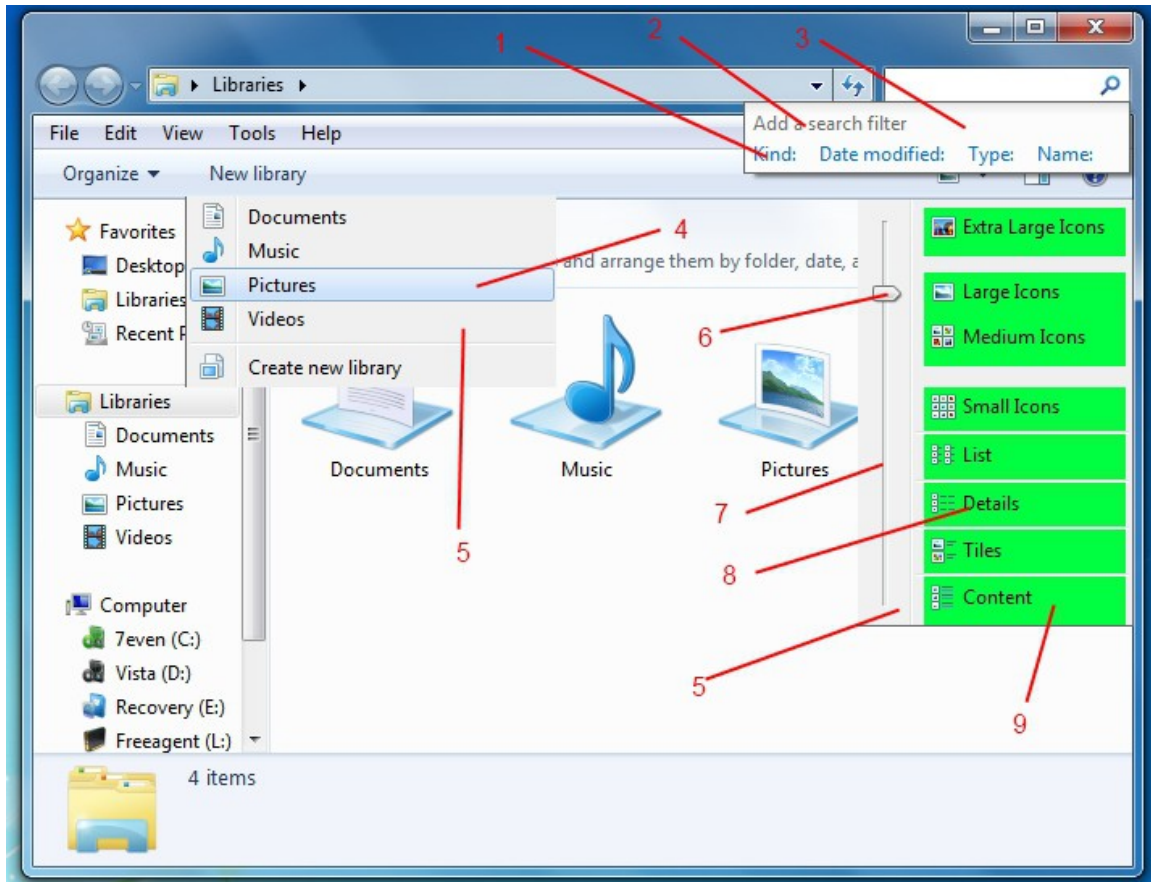 1
2
3
Libraries
Add a search filter
Kind: Date modified: Type: Name:
File Edit View Tools Help
Organize New library
Favorites
Desktop
Libraries
Recent
Libraries
Documents
Music
Pictures
Videos
Computer
7even (C:)
Vista (D:)
Recovery (E:)
Freeagent (L:)
Documents
Music
Pictures
Videos
Create new library
4
and arrange them by folder, date,
Documents Music Pictures
5
6
7
8
5
9
Extra Large Icons
Large Icons
Medium Icons
Small Icons
List
Details
Tiles
Content
4 items